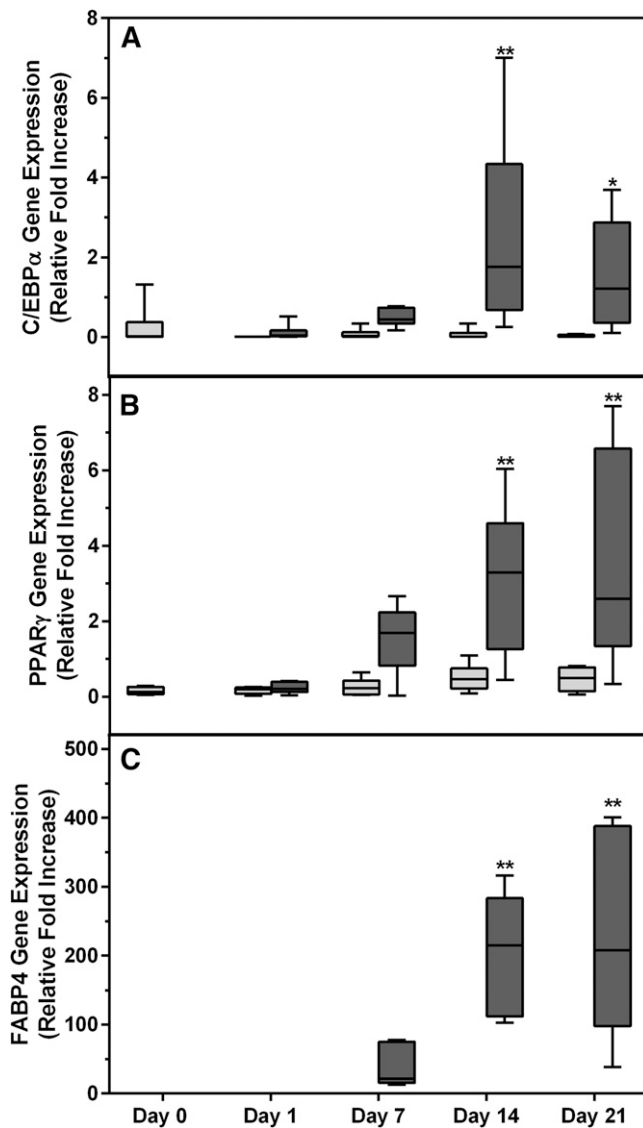 A
C/EBPα Gene Expression
(Relative Fold Increase)
8
6
4
2
0
**
*
B
PPARγ Gene Expression
(Relative Fold Increase)
8
6
4
2
0
**
**
C
FABP4 Gene Expression
(Relative Fold Increase)
500
400
300
200
100
0
**
**
Day 0 Day 1 Day 7 Day 14 Day 21